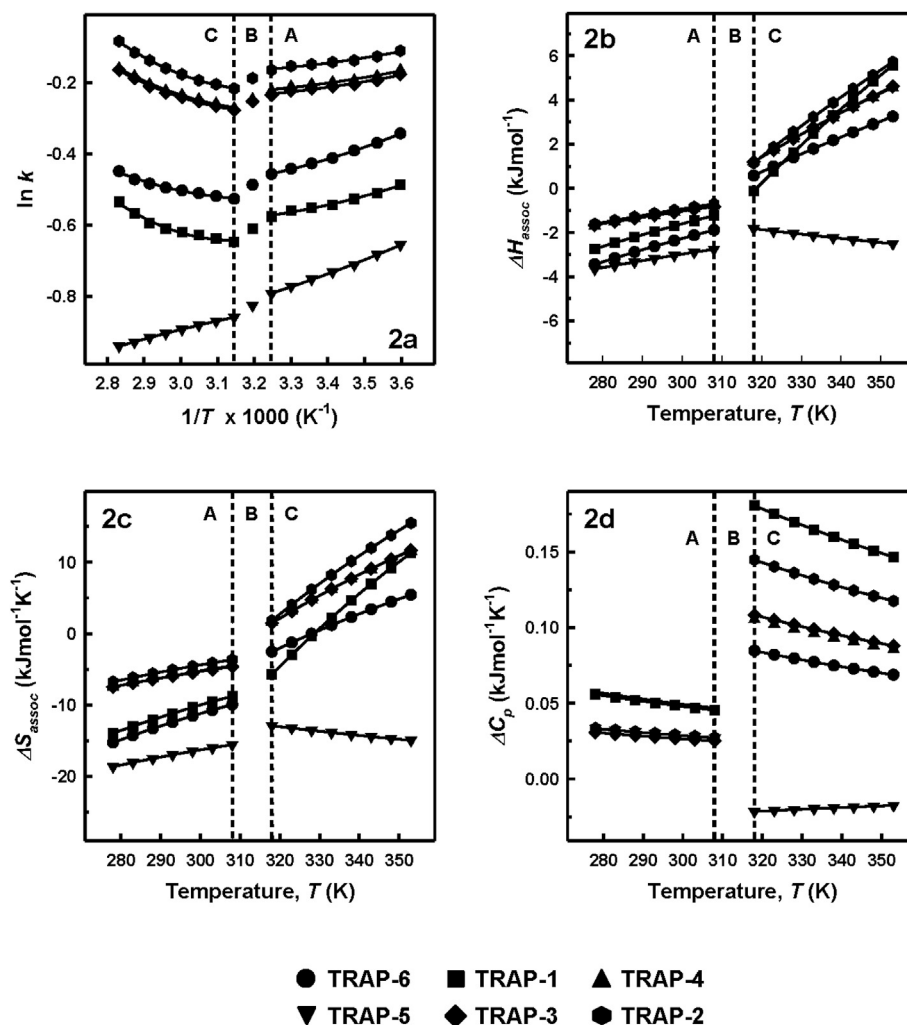 C B A
-0.2
-0.4
-0.6
-0.8
ln k
2a
2.8 2.9 3.0 3.1 3.2 3.3 3.4 3.5 3.6
1/T x 1000 (K⁻¹)
2b
A B C
6
4
2
0
-2
-4
-6
ΔH assoc (kJmol⁻¹)
280 290 300 310 320 330 340 350
Temperature, T (K)
2c
A B C
10
0
-10
-20
ΔS assoc (kJmol⁻¹K⁻¹)
280 290 300 310 320 330 340 350
Temperature, T (K)
2d
A B C
0.15
0.10
0.05
0.00
ΔCp (kJmol⁻¹K⁻¹)
280 290 300 310 320 330 340 350
Temperature, T (K)
TRAP-6 TRAP-1 TRAP-4
TRAP-5 TRAP-3 TRAP-2